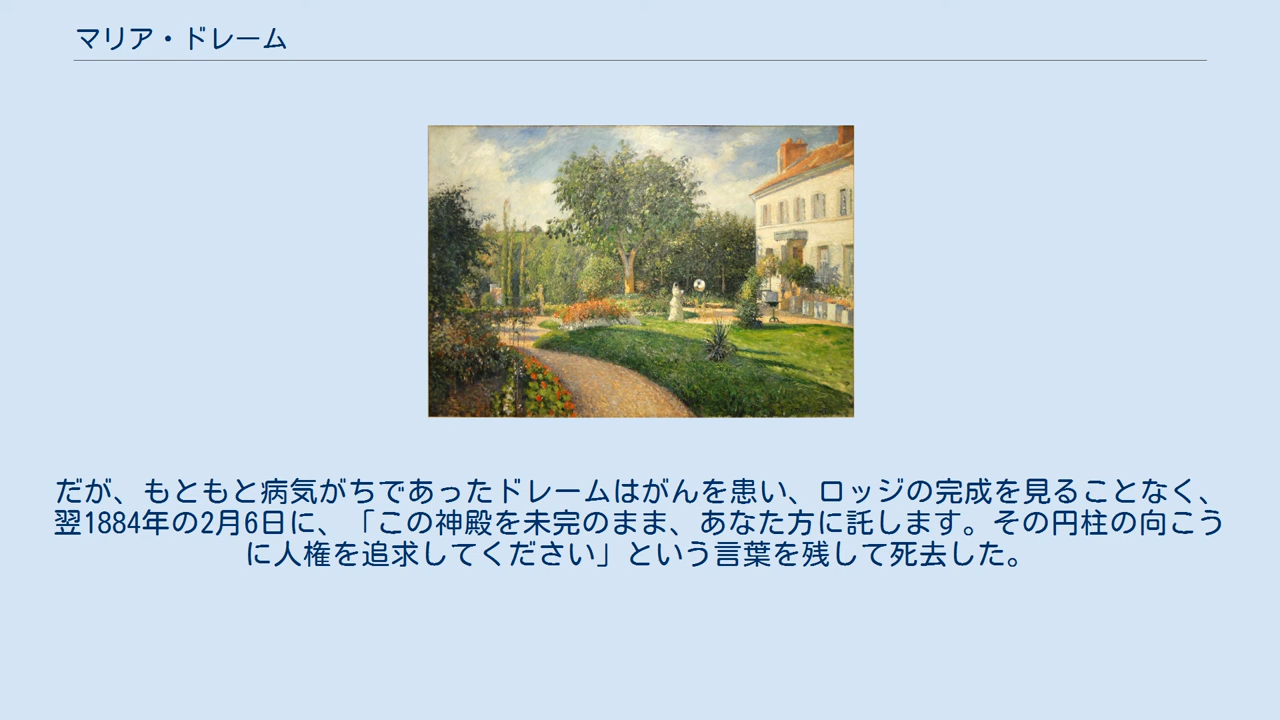 マリア・ドレーム
だが、もともと病気がちであったドレームはがんを患い、ロッジの完成を見ることなく、
翌1884年の2月6日に、「この神殿を未完のまま、あなた方に託します。その円柱の向こう
に人権を追求してください」という言葉を残して死去した。